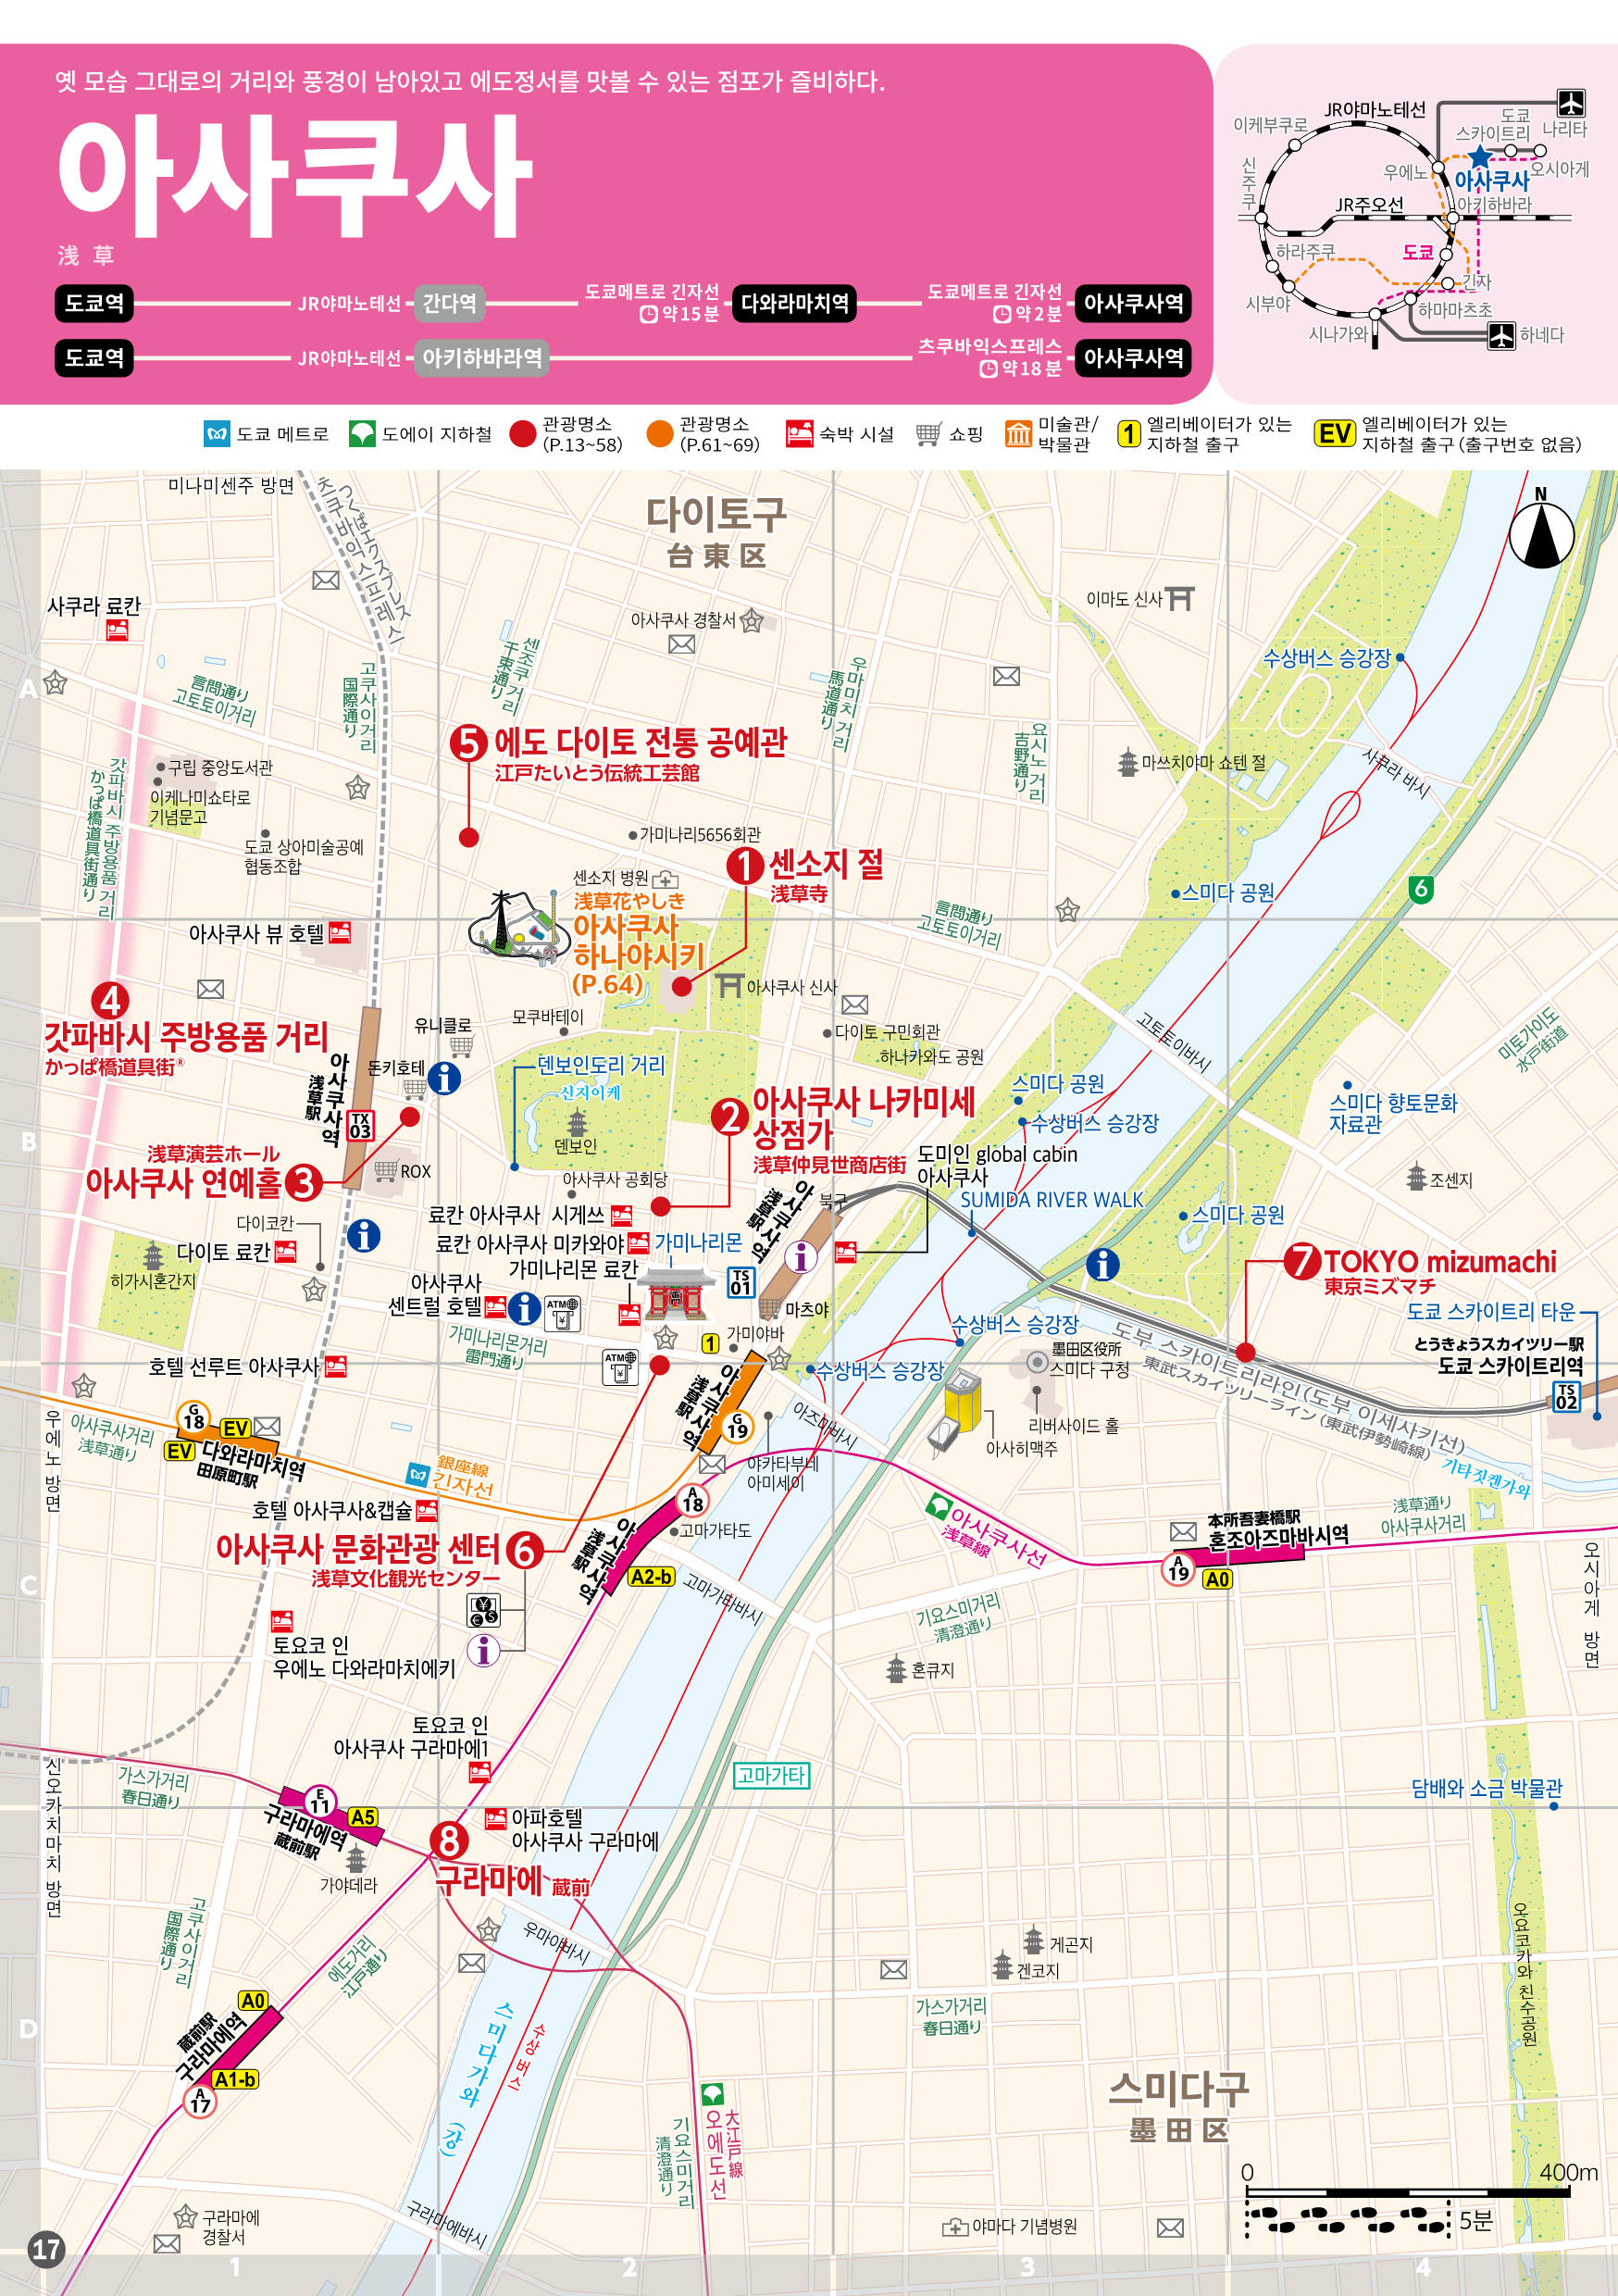 옛 모습 그대로의 거리와 풍경이 남아있고 에도정서를 맛볼 수 있는 점포가 즐비하다.
아사쿠사
浅草
도쿄역
JR야마노테선
간다역
도쿄메트로 긴자선
약15분
다와라마치역
도쿄메트로 긴자선
약2분
아사쿠사역
도쿄역
JR야마노테선
아키하바라역
츠쿠바익스프레스
약18분
아사쿠사역
JR야마노테선
이케부쿠로
도쿄
스카이트리
나리타
신주쿠
우에노
아사쿠사
오시아게
JR주오선
아키하바라
하라주쿠
도쿄
긴자
시부야
하마마츠초
시나가와
하네다
도쿄 메트로
도에이 지하철
관광명소
(P.13~58)
관광명소
(P.61~69)
숙박 시설
쇼핑
미술관/
박물관
1
엘리베이터가 있는
지하철 출구
EV
엘리베이터가 있는
지하철 출구 (출구번호 없음)
미나미센주 방면
つくばエクスプレス
츠쿠바 익스프레스
다이토구
台東区
N
사쿠라 료칸
아사쿠사 경찰서
이마도 신사
수상버스 승강장
A
言問通り
고토토이거리
고쿠사이거리
国際通り
센조쿠 거리
千束通り
우마미치 거리
馬道通り
요시노거리
吉野通り
5 에도 다이토 전통 공예관
江戸たいとう伝統工芸館
마쓰치야마 쇼텐 절
사쿠라 바시
갓파바시 주방용품 거리
かっぱ橋道具街通り
구립 중앙도서관
이케나미쇼타로
기념문고
도쿄 상아미술공예
협동조합
가미나리5656회관
1 센소지 절
浅草寺
센소지 병원
浅草花やしき
아사쿠사
하나야시키
(P.64)
스미다 공원
6
言問通り
고토토이거리
아사쿠사 뷰 호텔
아사쿠사 신사
4
갓파바시 주방용품 거리
かっぱ橋道具街®
유니클로
모쿠바테이
다이토 구민회관
하나카와도 공원
고토토이바시
미토가이도
水戸街道
아사쿠사역
浅草駅
TX
03
돈키호테
덴보인도리 거리
신지이케
덴보인
스미다 공원
수상버스 승강장
스미다 향토문화
자료관
2 아사쿠사 나카미세
상점가
浅草仲見世商店街
B
浅草演芸ホール
아사쿠사 연예홀 3
ROX
도미인 global cabin
아사쿠사
조센지
아사쿠사 공회당
아사쿠사역
浅草駅
북구
SUMIDA RIVER WALK
스미다 공원
료칸 아사쿠사 시게쓰
료칸 아사쿠사 미카와야
가미나리몬
다이코칸
다이토 료칸
히가시혼간지
가미나리몬 료칸
TS
01
7 TOKYO mizumachi
東京ミズマチ
아사쿠사
센트럴 호텔
ATM
마츠야
도쿄 스카이트리 타운
가미나리몬거리
雷門通り
1
가미야바
수상버스 승강장
도부 스카이트리라인(도부 이세사키선)
東武スカイツリーライン(東武伊勢崎線)
とうきょうスカイツリー駅
도쿄 스카이트리역
TS
02
호텔 선루트 아사쿠사
ATM
수상버스 승강장
墨田区役所
스미다 구청
아사쿠사역
浅草駅
G
19
아즈마바시
리버사이드 홀
아사히맥주
우에노 방면
아사쿠사거리
浅草通り
G
18
EV
EV
다와라마치역
田原町駅
銀座線
긴자선
야카타부네
아미세이
기타짓켄가와
호텔 아사쿠사&캡슐
A
18
고마가타도
아사쿠사선
浅草線
本所吾妻橋駅
혼조아즈마바시역
A
19
A0
浅草通り
아사쿠사거리
아사쿠사 문화관광 센터 6
浅草文化観光センター
아사쿠사역
浅草駅
A2-b
고마가타바시
C
오시아게 방면
기요스미거리
清澄通り
토요코 인
우에노 다와라마치에키
혼큐지
토요코 인
아사쿠사 구라마에1
고마가타
신오카치마치 방면
가스가거리
春日通り
담배와 소금 박물관
E
11
구라마에역
蔵前駅
A5
아파호텔
아사쿠사 구라마에
8
구라마에 蔵前
가야데라
고쿠사이거리
国際通り
에도거리
江戸通り
우마야바시
게곤지
겐코지
오요코가와 친수공원
스미다가와 (강)
수상 버스
가스가거리
春日通り
A0
蔵前駅
구라마에역
A1-b
A
17
D
스미다구
墨田区
大江戸線
오에도선
기요스미거리
清澄通り
0
400m
5분
구라마에
경찰서
구라마에바시
야마다 기념병원
17
1
2
3
4